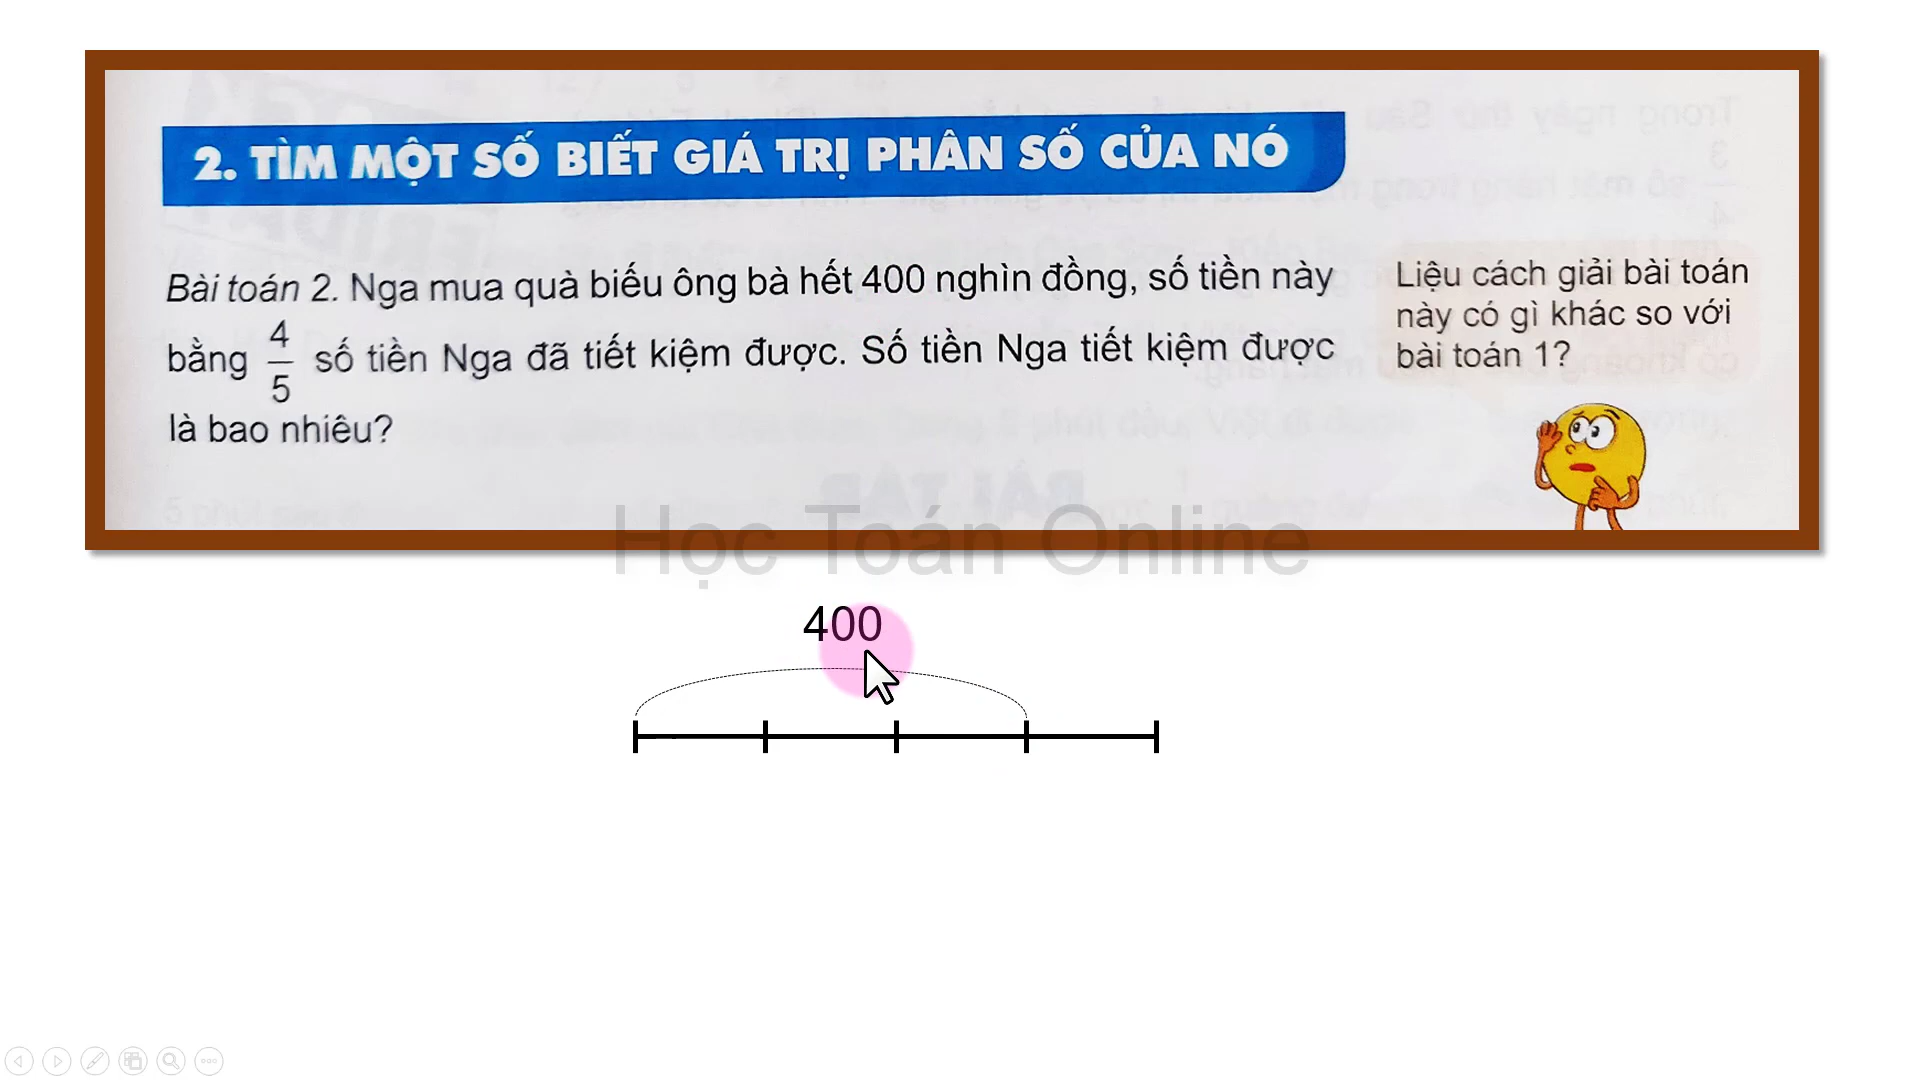 2. TÌM MỘT SỐ BIẾT GIÁ TRỊ PHÂN SỐ CỦA NÓ
Bài toán 2. Nga mua quà biếu ông bà hết 400 nghìn đồng, số tiền này
bằng 4/5 số tiền Nga đã tiết kiệm được. Số tiền Nga tiết kiệm được
là bao nhiêu?
Liệu cách giải bài toán
này có gì khác so với
bài toán 1?
Học Toán Online
400